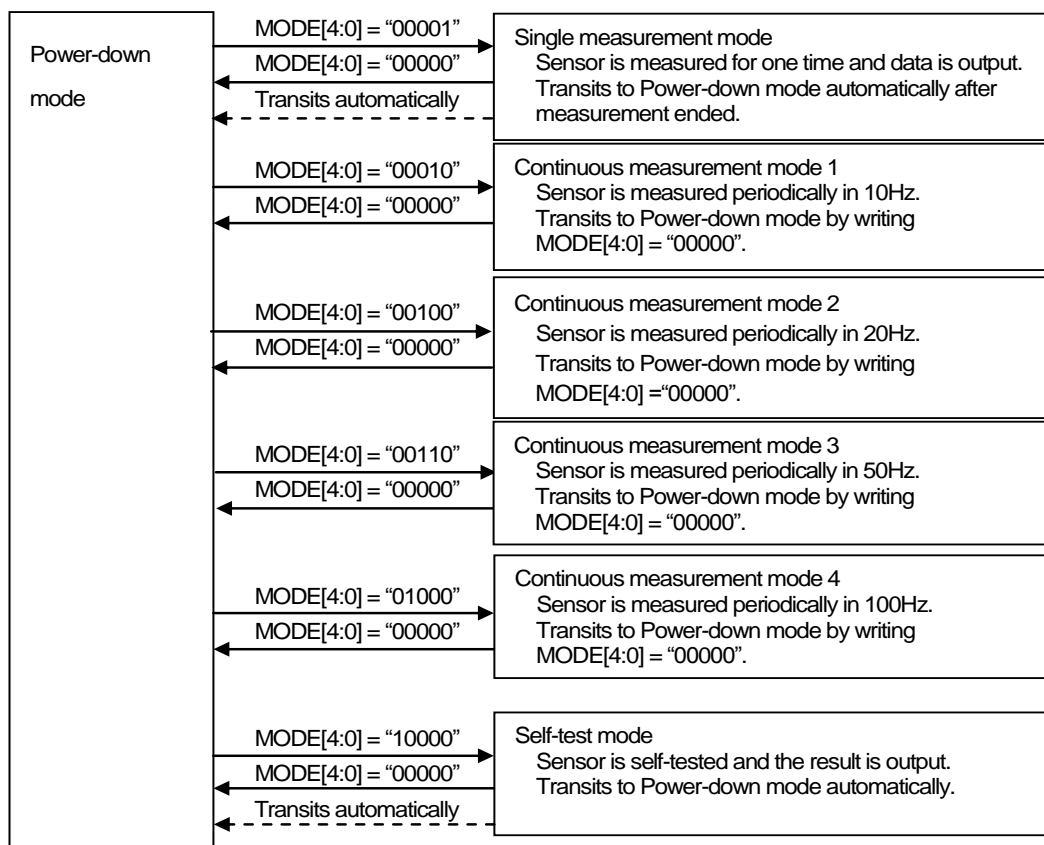 Power-down
mode
MODE[4:0] = “00001”
MODE[4:0] = “00000”
Transits automatically
Single measurement mode
Sensor is measured for one time and data is output.
Transits to Power-down mode automatically after
measurement ended.
MODE[4:0] = “00010”
MODE[4:0] = “00000”
Continuous measurement mode 1
Sensor is measured periodically in 10Hz.
Transits to Power-down mode by writing
MODE[4:0] = “00000”.
MODE[4:0] = “00100”
MODE[4:0] = “00000”
Continuous measurement mode 2
Sensor is measured periodically in 20Hz.
Transits to Power-down mode by writing
MODE[4:0] =“00000”.
MODE[4:0] = “00110”
MODE[4:0] = “00000”
Continuous measurement mode 3
Sensor is measured periodically in 50Hz.
Transits to Power-down mode by writing
MODE[4:0] = “00000”.
MODE[4:0] = “01000”
MODE[4:0] = “00000”
Continuous measurement mode 4
Sensor is measured periodically in 100Hz.
Transits to Power-down mode by writing
MODE[4:0] = “00000”.
MODE[4:0] = “10000”
MODE[4:0] = “00000”
Transits automatically
Self-test mode
Sensor is self-tested and the result is output.
Transits to Power-down mode automatically.